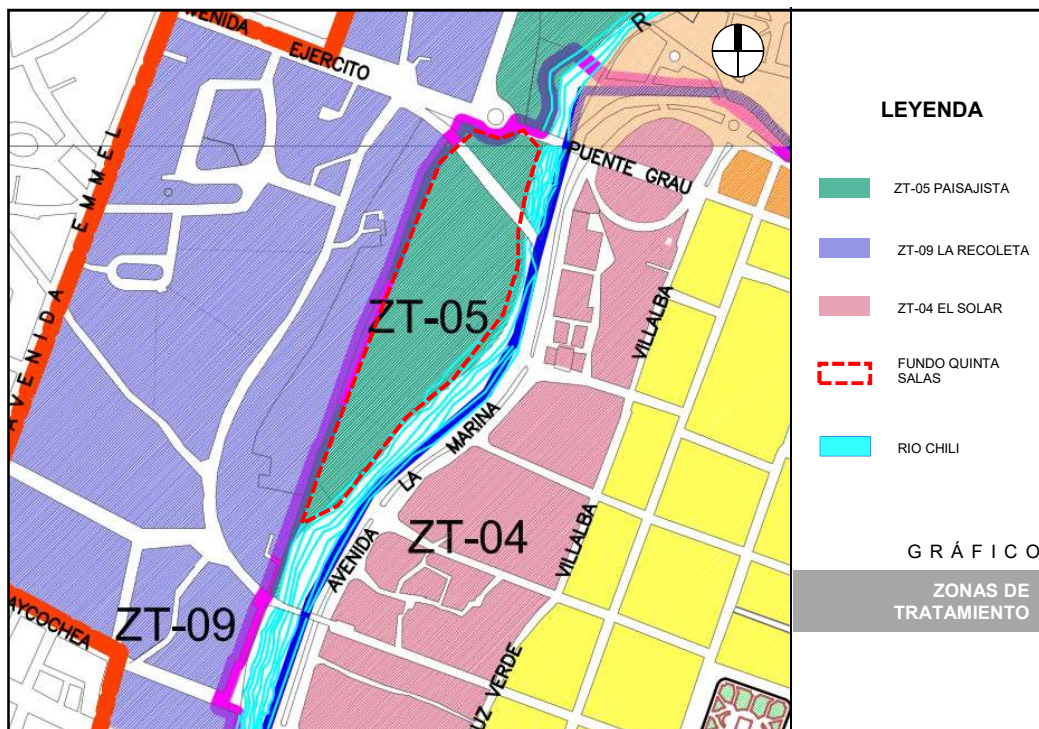 AVENIDA
EJERCITO
R
PUENTE GRAU
AVENIDA EMMEL
ZT-05
VILLALBA
LA MARINA
AVENIDA
ZT-04
VILLALBA
ZT-09
AYCOCHEA
UZ VERDE
LEYENDA
ZT-05 PAISAJISTA
ZT-09 LA RECOLETA
ZT-04 EL SOLAR
FUNDO QUINTA
SALAS
RIO CHILI
GRÁFICO
ZONAS DE
TRATAMIENTO